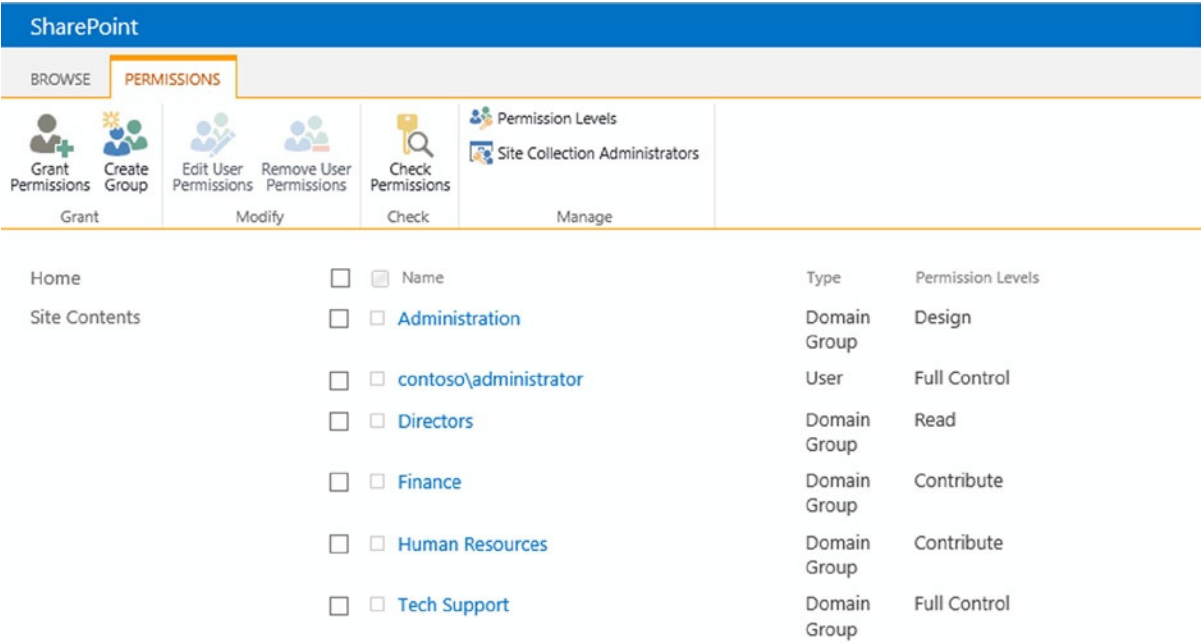 SharePoint
BROWSE PERMISSIONS
Grant Permissions
Create Group
Edit User Permissions
Remove User Permissions
Check Permissions
Permission Levels
Site Collection Administrators
Grant Modify Check Manage
Home
Site Contents
Name Type Permission Levels
Administration Domain Group Design
contoso\administrator User Full Control
Directors Domain Group Read
Finance Domain Group Contribute
Human Resources Domain Group Contribute
Tech Support Domain Group Full Control